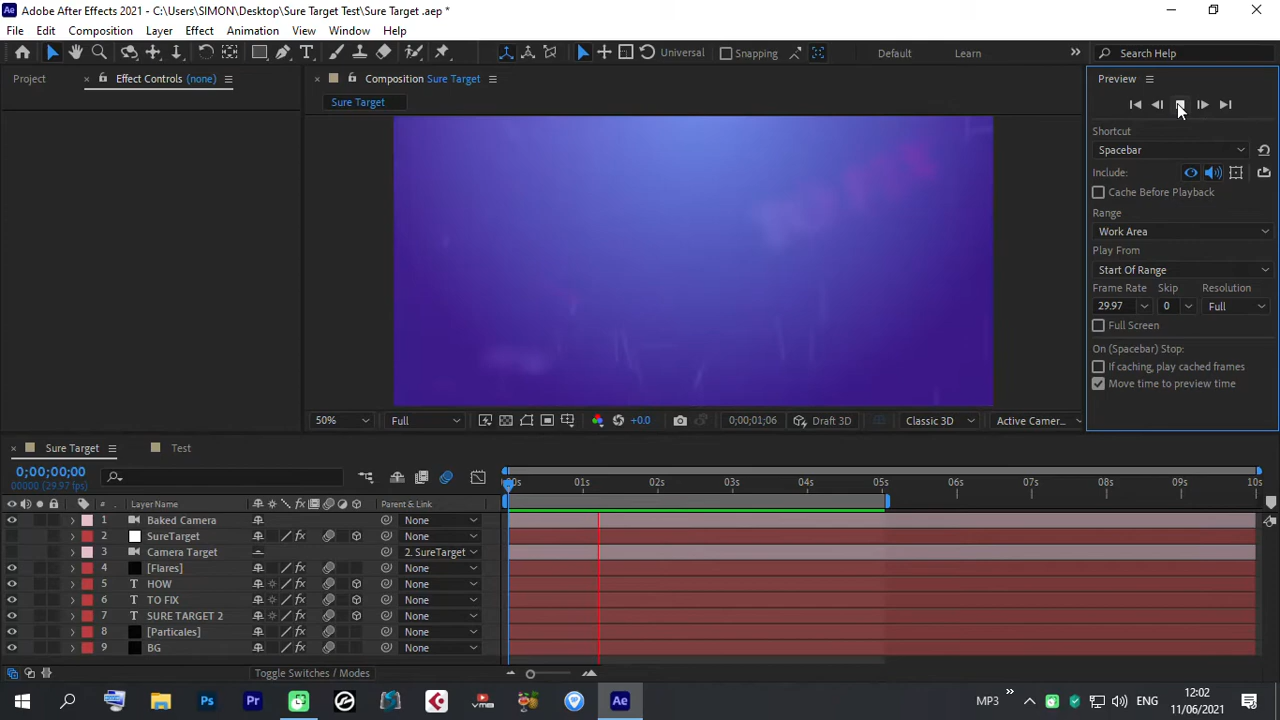 Adobe After Effects - C:\Users\SIMON\Desktop\Sure Target Test\Sure Target .aep *
File Edit Composition Layer Effect Animation View Window Help
Universal Snapping Default Learn Search Help
Project Effect Controls (none) Composition Sure Target Preview
Sure Target
Shortcut
Spacebar
Include:
Cache Before Playback
Range
Work Area
Play From
Start Of Range
Frame Rate Skip Resolution
29.97 0 Full
Full Screen
On (Spacebar) Stop:
If caching, play cached frames
Move time to preview time
50% Full +0.0 0;00;01;06 Draft 3D Classic 3D Active Camer...
Sure Target Test
0;00;00;00
00000 (29.97 fps)
:00s 01s 02s 03s 04s 05s 06s 07s 08s 09s 10s
# Layer Name Parent & Link
1 Baked Camera None
2 SureTarget None
3 Camera Target 2. SureTarget
4 [Flares] None
5 HOW None
6 TO FIX None
7 SURE TARGET 2 None
8 [Particales] None
9 BG None
Toggle Switches / Modes
MP3 ENG 12:02
11/06/2021